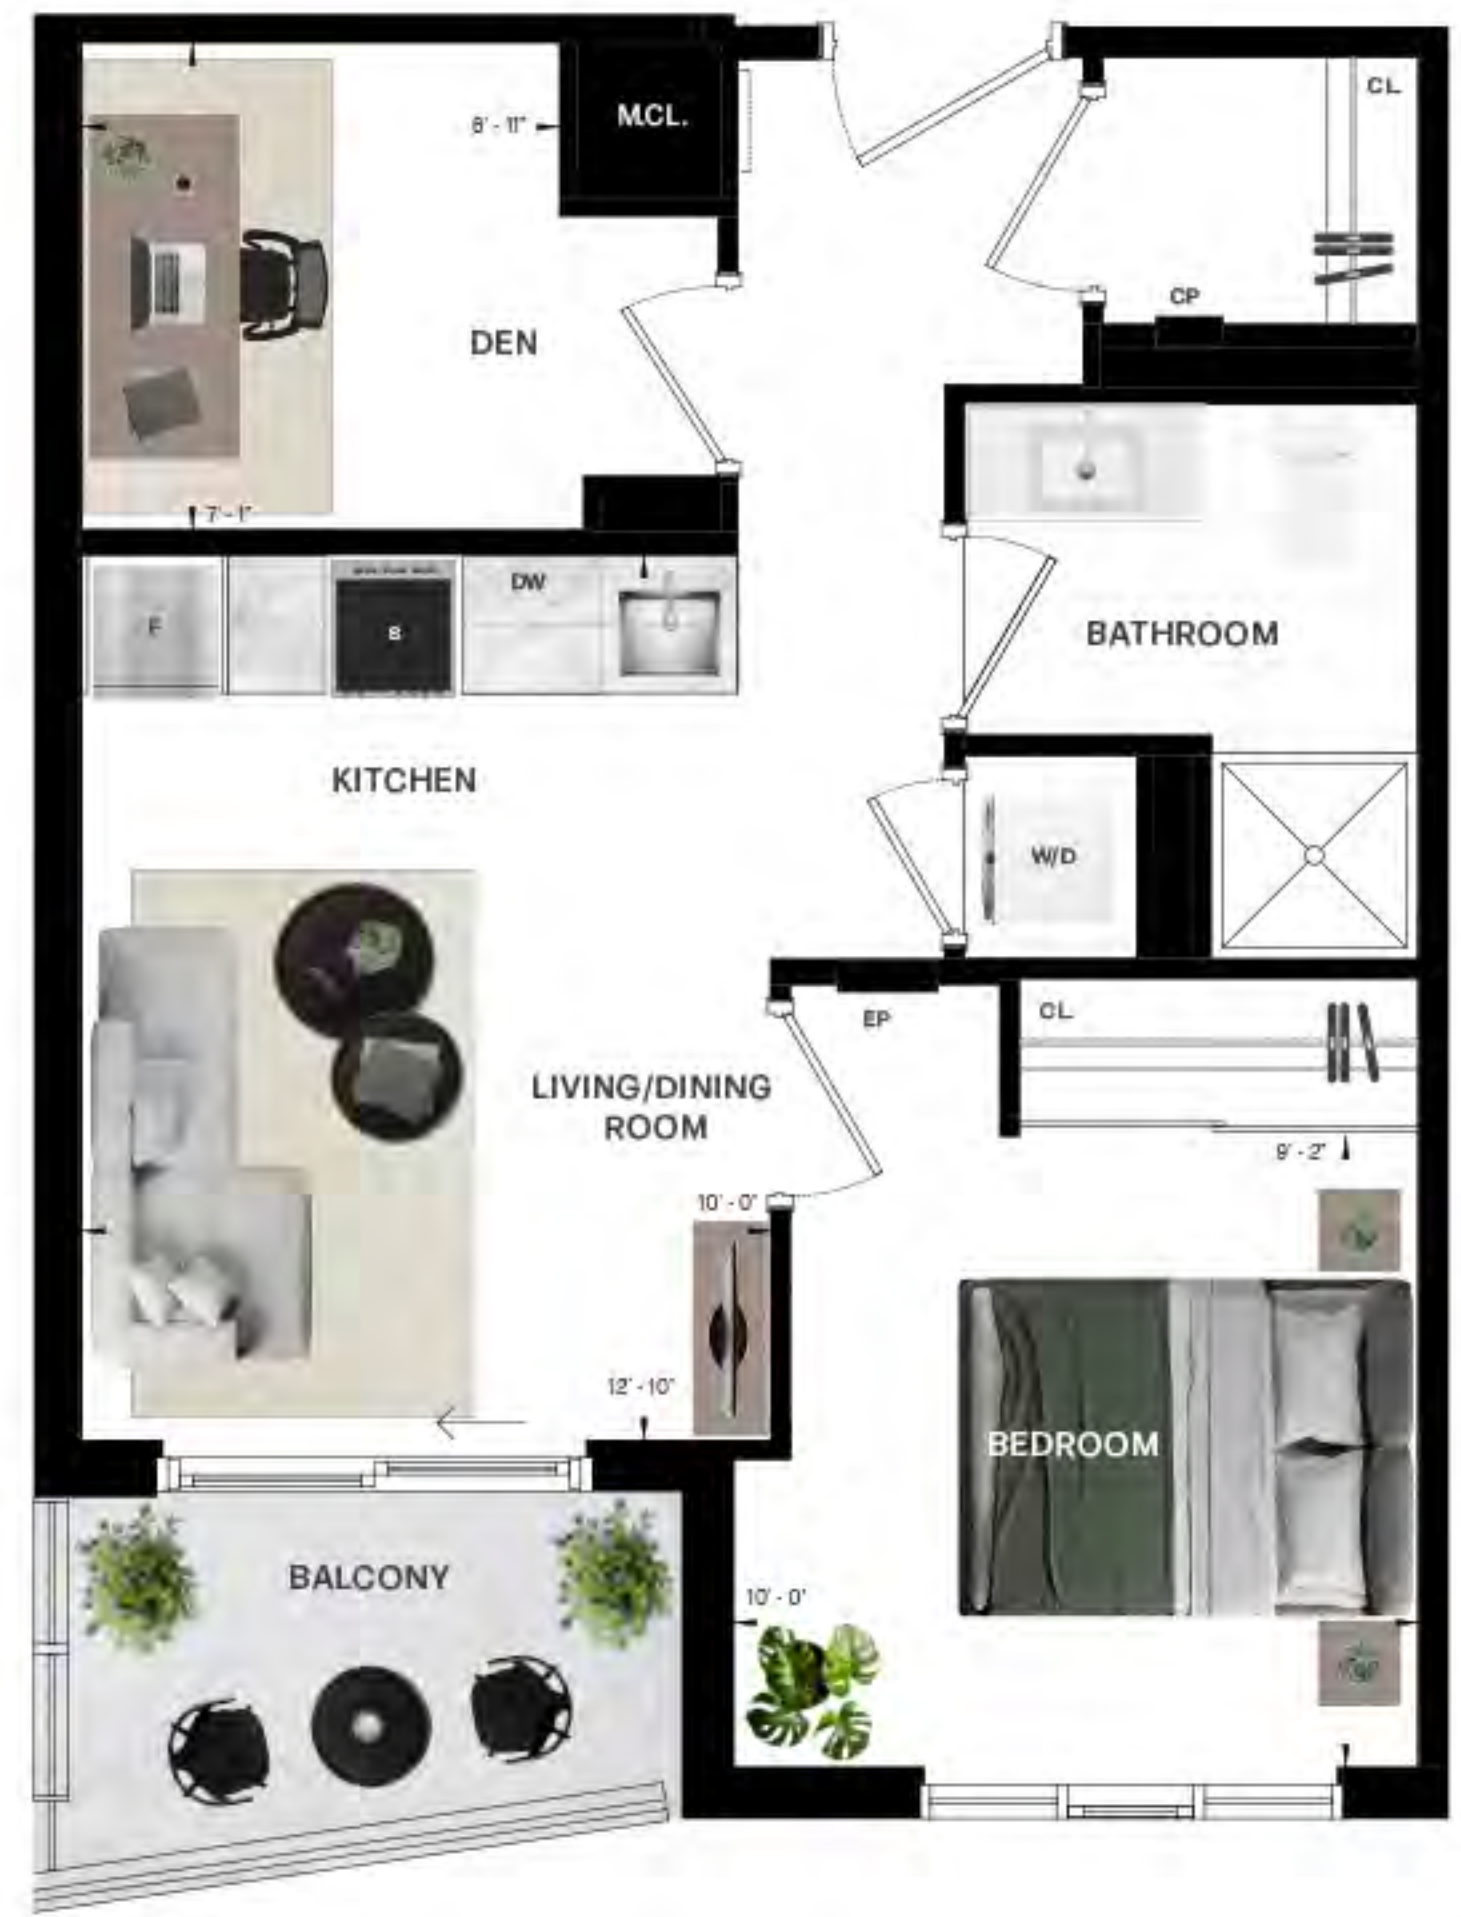 M.CL.
CL
6' - 11"
CP
DEN
7' - 1"
DW
F
BATHROOM
KITCHEN
W/D
CL
EP
LIVING/DINING
ROOM
9' - 2"
10' - 0"
12' - 10"
BEDROOM
BALCONY
10' - 0"